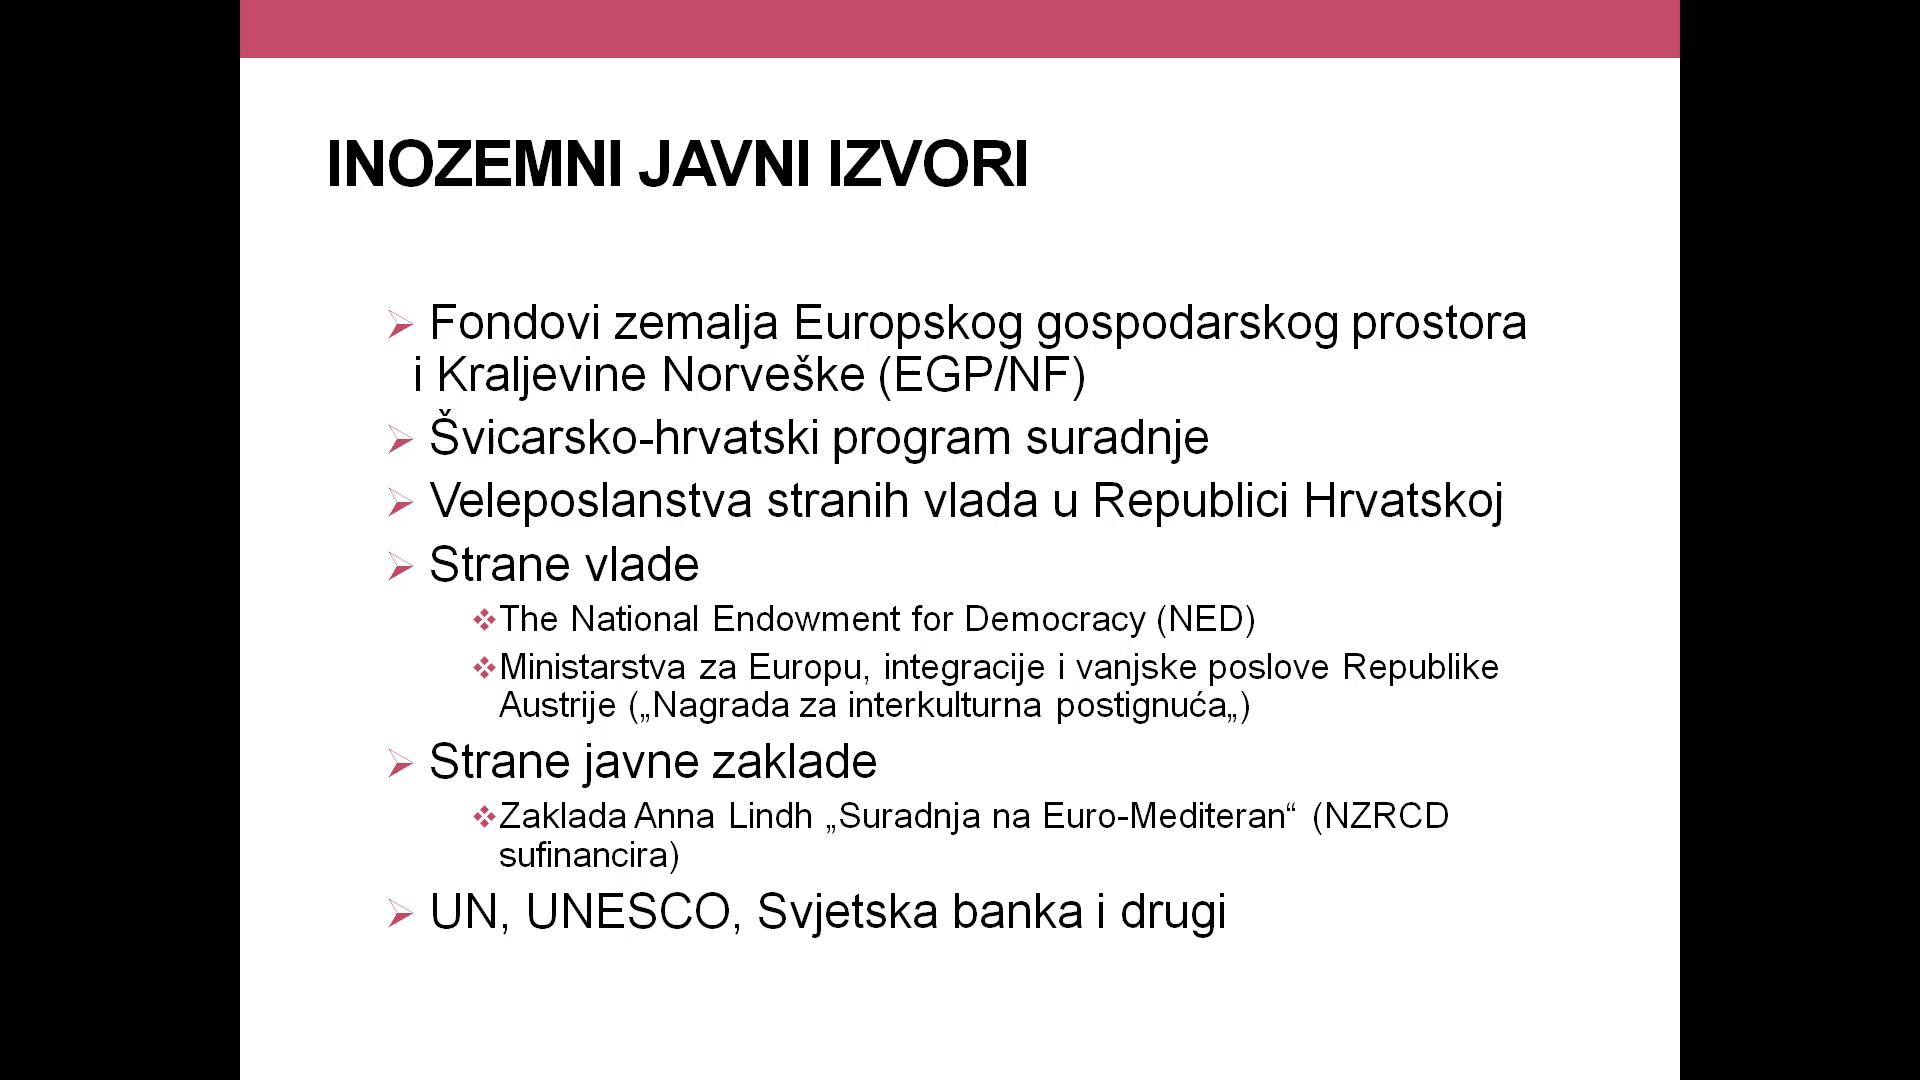 INOZEMNI JAVNI IZVORI
Fondovi zemalja Europskog gospodarskog prostora
i Kraljevine Norveške (EGP/NF)
Švicarsko-hrvatski program suradnje
Veleposlanstva stranih vlada u Republici Hrvatskoj
Strane vlade
The National Endowment for Democracy (NED)
Ministarstva za Europu, integracije i vanjske poslove Republike
Austrije („Nagrada za interkulturna postignuća„)
Strane javne zaklade
Zaklada Anna Lindh „Suradnja na Euro-Mediteran“ (NZRCD
sufinancira)
UN, UNESCO, Svjetska banka i drugi